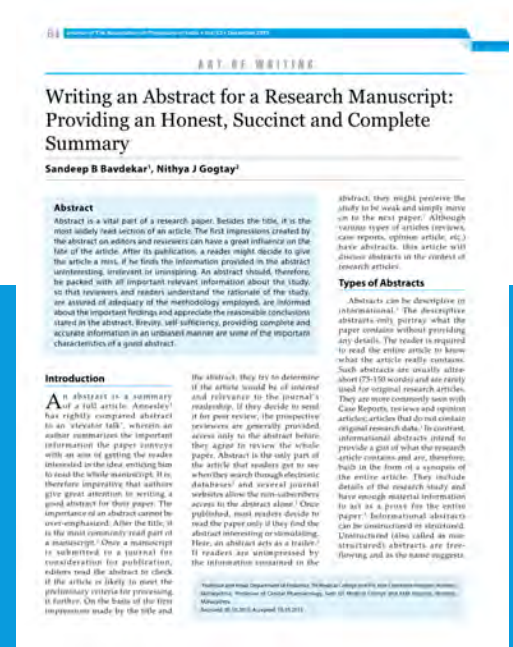 64
Journal of The Association of Physicians of India ▪ Vol. 63 ▪ December 2015
ART OF WRITING
Writing an Abstract for a Research Manuscript:
Providing an Honest, Succinct and Complete
Summary
Sandeep B Bavdekar¹, Nithya J Gogtay²
Abstract
Abstract is a vital part of a research paper. Besides the title, it is the
most widely read section of an article. The first impressions created by
the abstract on editors and reviewers can have a great influence on the
fate of the article. After its publication, a reader might decide to give
the article a miss, if he finds the information provided in the abstract
uninteresting, irrelevant or uninspiring. An abstract should, therefore,
be packed with all important relevant information about the study,
so that reviewers and readers understand the rationale of the study,
are assured of adequacy of the methodology employed, are informed
about the important findings and appreciate the reasonable conclusions
stated in the abstract. Brevity, self-sufficiency, providing complete and
accurate information in an unbiased manner are some of the important
characteristics of a good abstract.
Introduction
An abstract is a summary
of a full article. Annesley¹
has rightly compared abstract
to an 'elevator talk', wherein an
author summarizes the important
information the paper conveys
with an aim of getting the reader
interested in the idea, enticing him
to read the whole manuscript. It is,
therefore imperative that authors
give great attention to writing a
good abstract for their paper. The
importance of an abstract cannot be
over-emphasized. After the title, it
is the most commonly read part of
a manuscript.² Once a manuscript
is submitted to a journal for
consideration for publication,
editors read the abstract to check
if the article is likely to meet the
preliminary criteria for processing
it further. On the basis of the first
impressions made by the title and
the abstract, they try to determine
if the article would be of interest
and relevance to the journal's
readership. If they decide to send
it for peer review, the prospective
reviewers are generally provided
access only to the abstract before
they agree to review the whole
paper. Abstract is the only part of
the article that readers get to see
when they search through electronic
databases² and several journal
websites allow the non-subscribers
access to the abstract alone.³ Once
published, most readers decide to
read the paper only if they find the
abstract interesting or stimulating.
Here, an abstract acts as a trailer.³
If readers are unimpressed by
the information contained in the
abstract, they might perceive the
study to be weak and simply move
on to the next paper. Although
various types of articles (reviews,
case reports, opinion article, etc.)
have abstracts, this article will
discuss abstracts in the context of
research articles.
Types of Abstracts
Abstracts can be descriptive or
informational. The descriptive
abstracts only portray what the
paper contains without providing
any details. The reader is required
to read the entire article to know
what the article really contains.
Such abstracts are usually ultra-
short (75-150 words) and are rarely
used for original research articles.
They are more commonly seen with
Case Reports, reviews and opinion
articles; articles that do not contain
original research data. In contrast,
informational abstracts intend to
provide a gist of what the research
article contains and are, therefore,
built in the form of a synopsis of
the entire article. They include
details of the research study and
have enough material information
to act as a proxy for the entire
paper. Informational abstracts
can be unstructured or structured.
Unstructured (also called as non-
structured) abstracts are free-
flowing and as the name suggests,